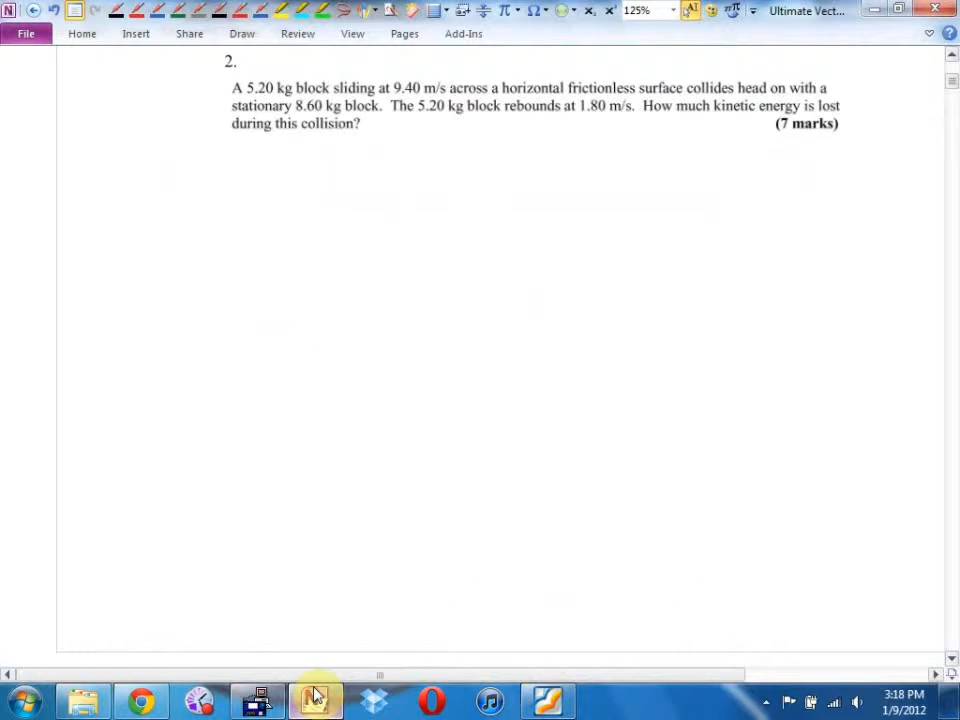 125%
Ultimate Vect...
File
Home
Insert
Share
Draw
Review
View
Pages
Add-Ins
2.
A 5.20 kg block sliding at 9.40 m/s across a horizontal frictionless surface collides head on with a
stationary 8.60 kg block. The 5.20 kg block rebounds at 1.80 m/s. How much kinetic energy is lost
during this collision?
(7 marks)
3:18 PM
1/9/2012